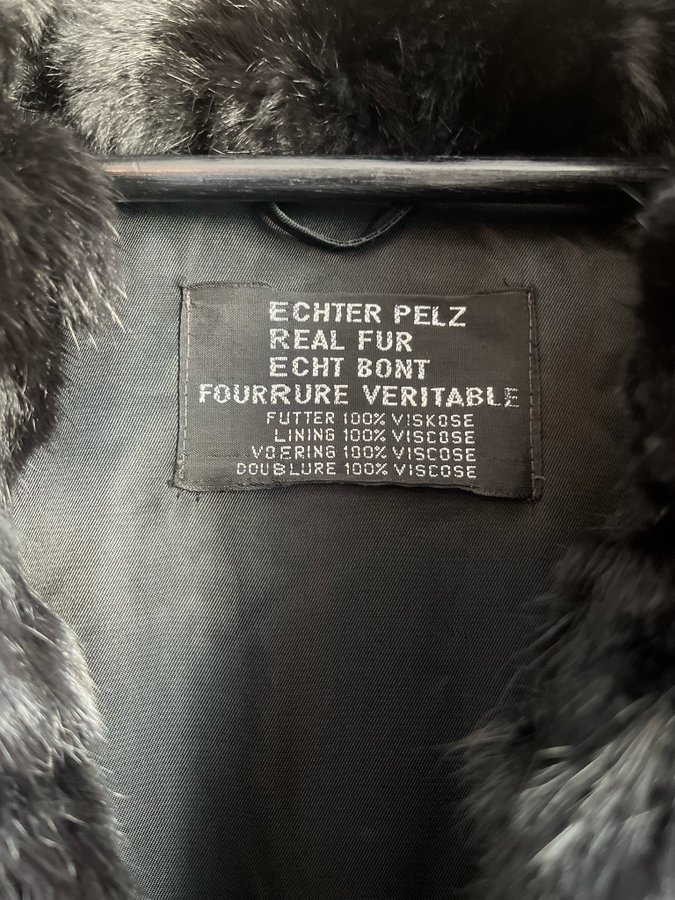 ECHTER PELZ
REAL FUR
ECHT BONT
FOURRURE VERITABLE
FUTTER 100% VISKOSE
LINING 100% VISCOSE
VOERING 100% VISCOSE
DOUBLURE 100% VISCOSE